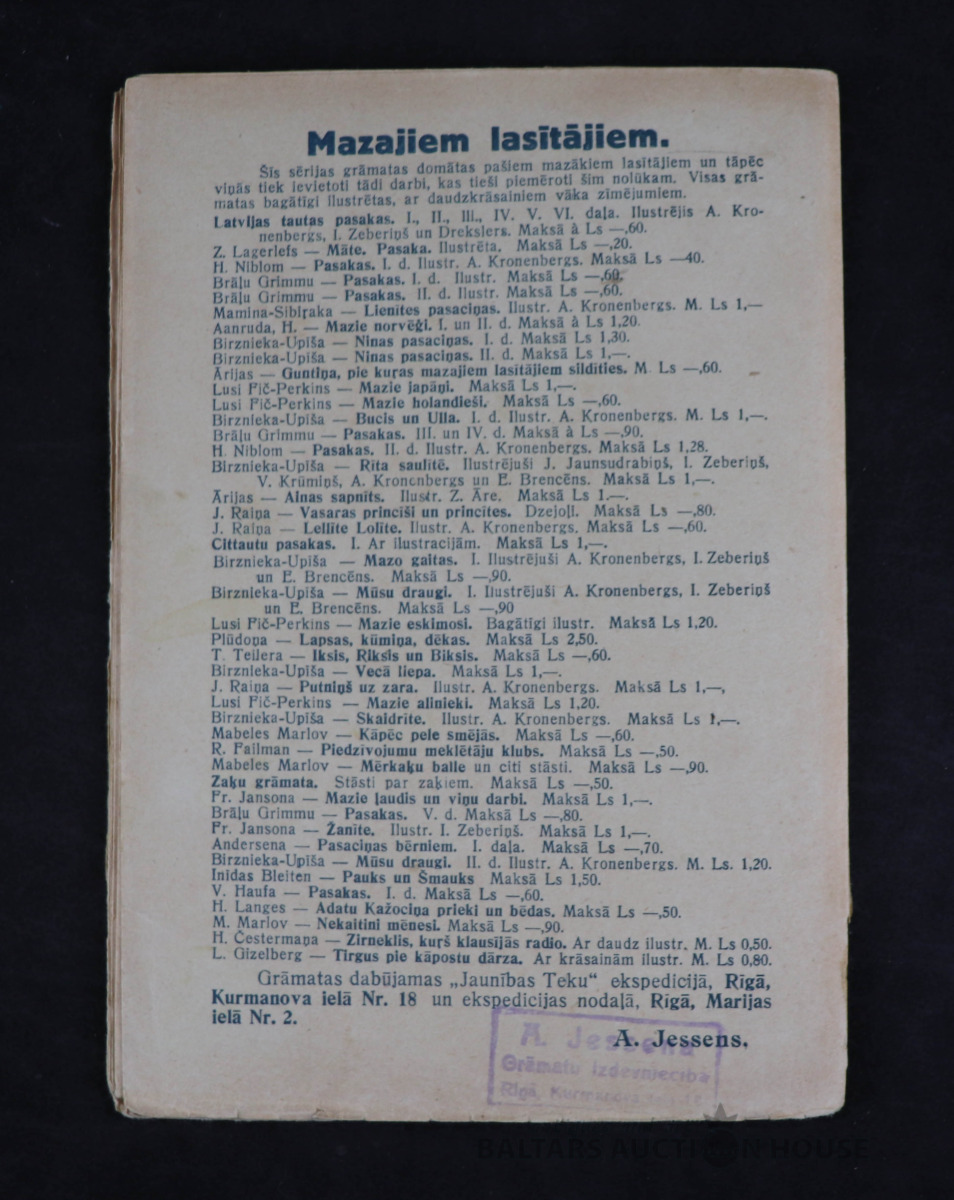 Mazajiem lasītājiem.
Šīs sērijas grāmatas domātas pašiem mazākiem lasītājiem un tāpēc
viņās tiek ievietoti tādi darbi, kas tieši piemēroti šim nolūkam. Visas grā-
matas bagātīgi ilustrētas, ar daudzkrāsainiem vāka zīmējumiem.
Latvijas tautas pasakas. I., II., III., IV. V. VI. daļa. Ilustrējis A. Kro-
nenbergs, I. Zeberiņš un Drekslers. Maksā à Ls —,60.
Z. Lagerlefs — Māte. Pasaka. Ilustrēta. Maksā Ls —,20.
H. Niblom — Pasakas. I. d. Ilustr. A. Kronenbergs. Maksā Ls —40.
Brāļu Grimmu — Pasakas. I. d. Ilustr. Maksā Ls —,60.
Brāļu Grimmu — Pasakas. II. d. Ilustr. Maksā Ls —,60.
Mamiņa-Sibiŗaka — Lienītes pasaciņas. Ilustr. A. Kronenbergs. M. Ls 1,—
Aanruda, H. — Mazie norvēģi. I. un II. d. Maksā à Ls 1,20.
Birznieka-Upīša — Ninas pasaciņas. I. d. Maksā Ls 1,30.
Birznieka-Upīša — Ninas pasaciņas. II. d. Maksā Ls 1,—.
Ārijas — Guntiņa, pie kuŗas mazajiem lasītājiem sildīties. M. Ls —,60.
Lusi Fič-Perkins — Mazie japāņi. Maksā Ls 1,—.
Lusi Fič-Perkins — Mazie holandieši. Maksā Ls —,60.
Birznieka-Upīša — Bucis un Ulla. I. d. Ilustr. A. Kronenbergs. M. Ls 1,—.
Brāļu Grimmu — Pasakas. III. un IV. d. Maksā à Ls —,90.
H. Niblom — Pasakas. II. d. Ilustr. A. Kronenbergs. Maksā Ls 1,28.
Birznieka-Upīša — Rīta saulītē. Ilustrējuši J. Jaunsudrabiņš, I. Zeberiņš,
V. Krūmiņš, A. Kronenbergs un E. Brencēns. Maksā Ls 1,—.
Ārijas — Ainas sapnīts. Ilustr. Z. Āre. Maksā Ls 1.—.
J. Raiņa — Vasaras princīši un princītes. Dzejoļi. Maksā Ls —,80.
J. Raiņa — Lellīte Lolīte. Ilustr. A. Kronenbergs. Maksā Ls —,60.
Cittautu pasakas. I. Ar ilustracijām. Maksā Ls 1,—.
Birznieka-Upīša — Mazo gaitas. I. Ilustrējuši A. Kronenbergs, I. Zeberiņš
un E. Brencēns. Maksā Ls —,90.
Birznieka-Upīša — Mūsu draugi. I. Ilustrējuši A. Kronenbergs, I. Zeberiņš
un E. Brencēns. Maksā Ls —,90
Lusi Fič-Perkins — Mazie eskimosi. Bagātīgi ilustr. Maksā Ls 1,20.
Plūdoņa — Lapsas, kūmiņa, dēkas. Maksā Ls 2,50.
T. Teilera — Iksis, Riksis un Biksis. Maksā Ls —,60.
Birznieka-Upīša — Vecā liepa. Maksā Ls 1,—.
J. Raiņa — Putniņš uz zara. Ilustr. A. Kronenbergs. Maksā Ls 1,—,
Lusi Fič-Perkins — Mazie alinieki. Maksā Ls 1,20.
Birznieka-Upīša — Skaidrīte. Ilustr. A. Kronenbergs. Maksā Ls 1,—.
Mabeles Marlov — Kāpēc pele smējās. Maksā Ls —,60.
R. Failman — Piedzīvojumu meklētāju klubs. Maksā Ls —,50.
Mabeles Marlov — Mērkaķu balle un citi stāsti. Maksā Ls —,90.
Zaķu grāmata. Stāsti par zaķiem. Maksā Ls —,50.
Fr. Jansona — Mazie ļaudis un viņu darbi. Maksā Ls 1,—.
Brāļu Grimmu — Pasakas. V. d. Maksā Ls —,80.
Fr. Jansona — Žanīte. Ilustr. I. Zeberiņš. Maksā Ls 1,—.
Andersena — Pasaciņas bērniem. I. daļa. Maksā Ls —,70.
Birznieka-Upīša — Mūsu draugi. II. d. Ilustr. A. Kronenbergs. M. Ls. 1,20.
Inidas Bleiten — Pauks un Šmauks Maksā Ls 1,50.
V. Haufa — Pasakas. I. d. Maksā Ls —,60.
H. Langes — Adatu Kažociņa prieki un bēdas. Maksā Ls —,50.
M. Marlov — Nekaitini mēnesi. Maksā Ls —,90.
H. Čestermaņa — Zirneklis, kuŗš klausījās radio. Ar daudz ilustr. M. Ls 0,50.
L. Gizelberg — Tirgus pie kāpostu dārza. Ar krāsainām ilustr. M. Ls 0,80.
Grāmatas dabūjamas „Jaunības Teku“ ekspedicijā, Rīgā,
Kurmanova ielā Nr. 18 un ekspedicijas nodaļā, Rīgā, Marijas
ielā Nr. 2.
A. Jessens.
A. Jessena
Grāmatu izdevniecība
Rīgā, Kurmanova
BALTARS AUCTION HOUSE